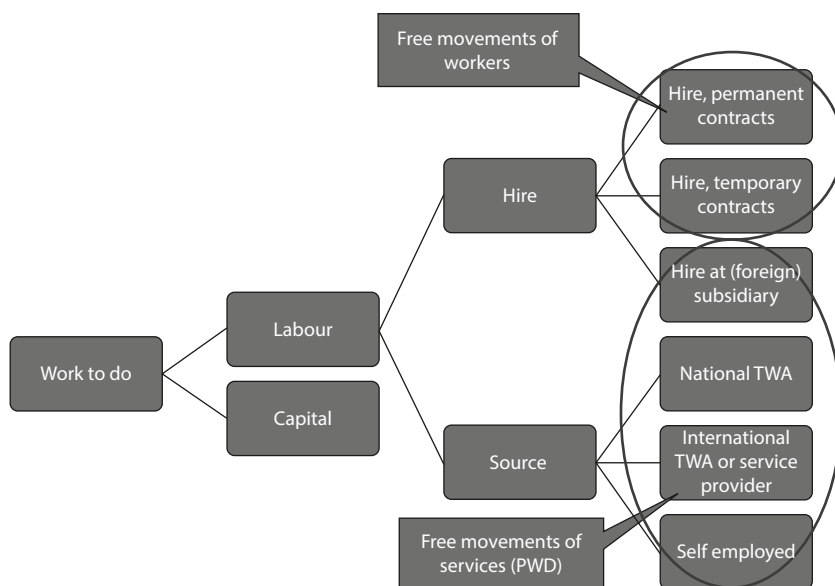 Free movements of
workers
Hire, permanent
contracts
Hire, temporary
contracts
Hire
Hire at (foreign)
subsidiary
Labour
Work to do
Capital
National TWA
Source
International
TWA or service
provider
Free movements of
services (PWD)
Self employed